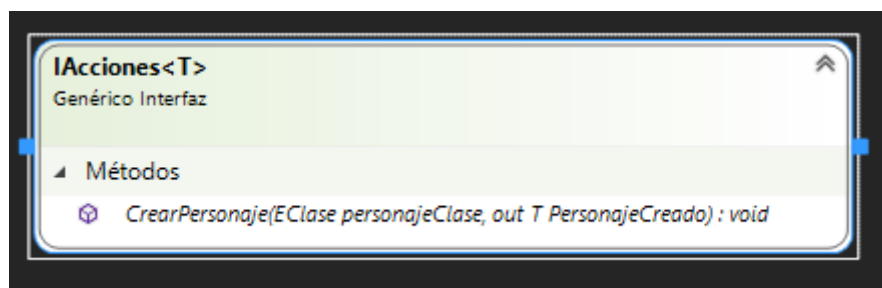 IAcciones<T>
Genérico Interfaz
Métodos
CrearPersonaje(EClase personajeClase, out T PersonajeCreado) : void